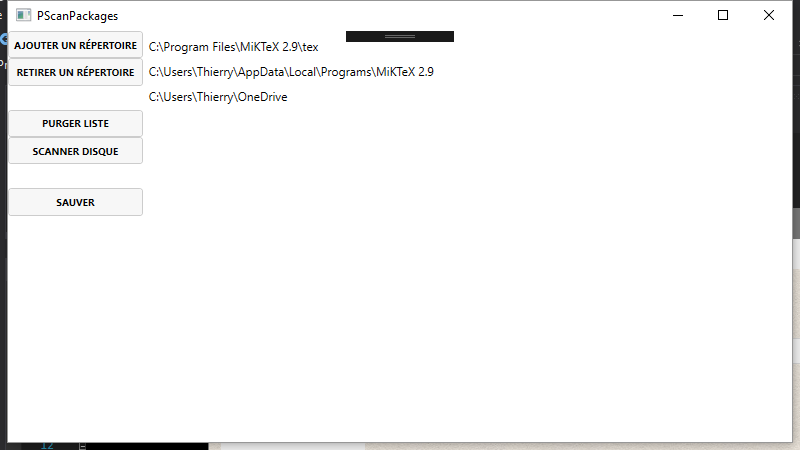 PScanPackages
AJOUTER UN RÉPERTOIRE
RETIRER UN RÉPERTOIRE
PURGER LISTE
SCANNER DISQUE
SAUVER
C:\Program Files\MiKTeX 2.9\tex
C:\Users\Thierry\AppData\Local\Programs\MiKTeX 2.9
C:\Users\Thierry\OneDrive
12